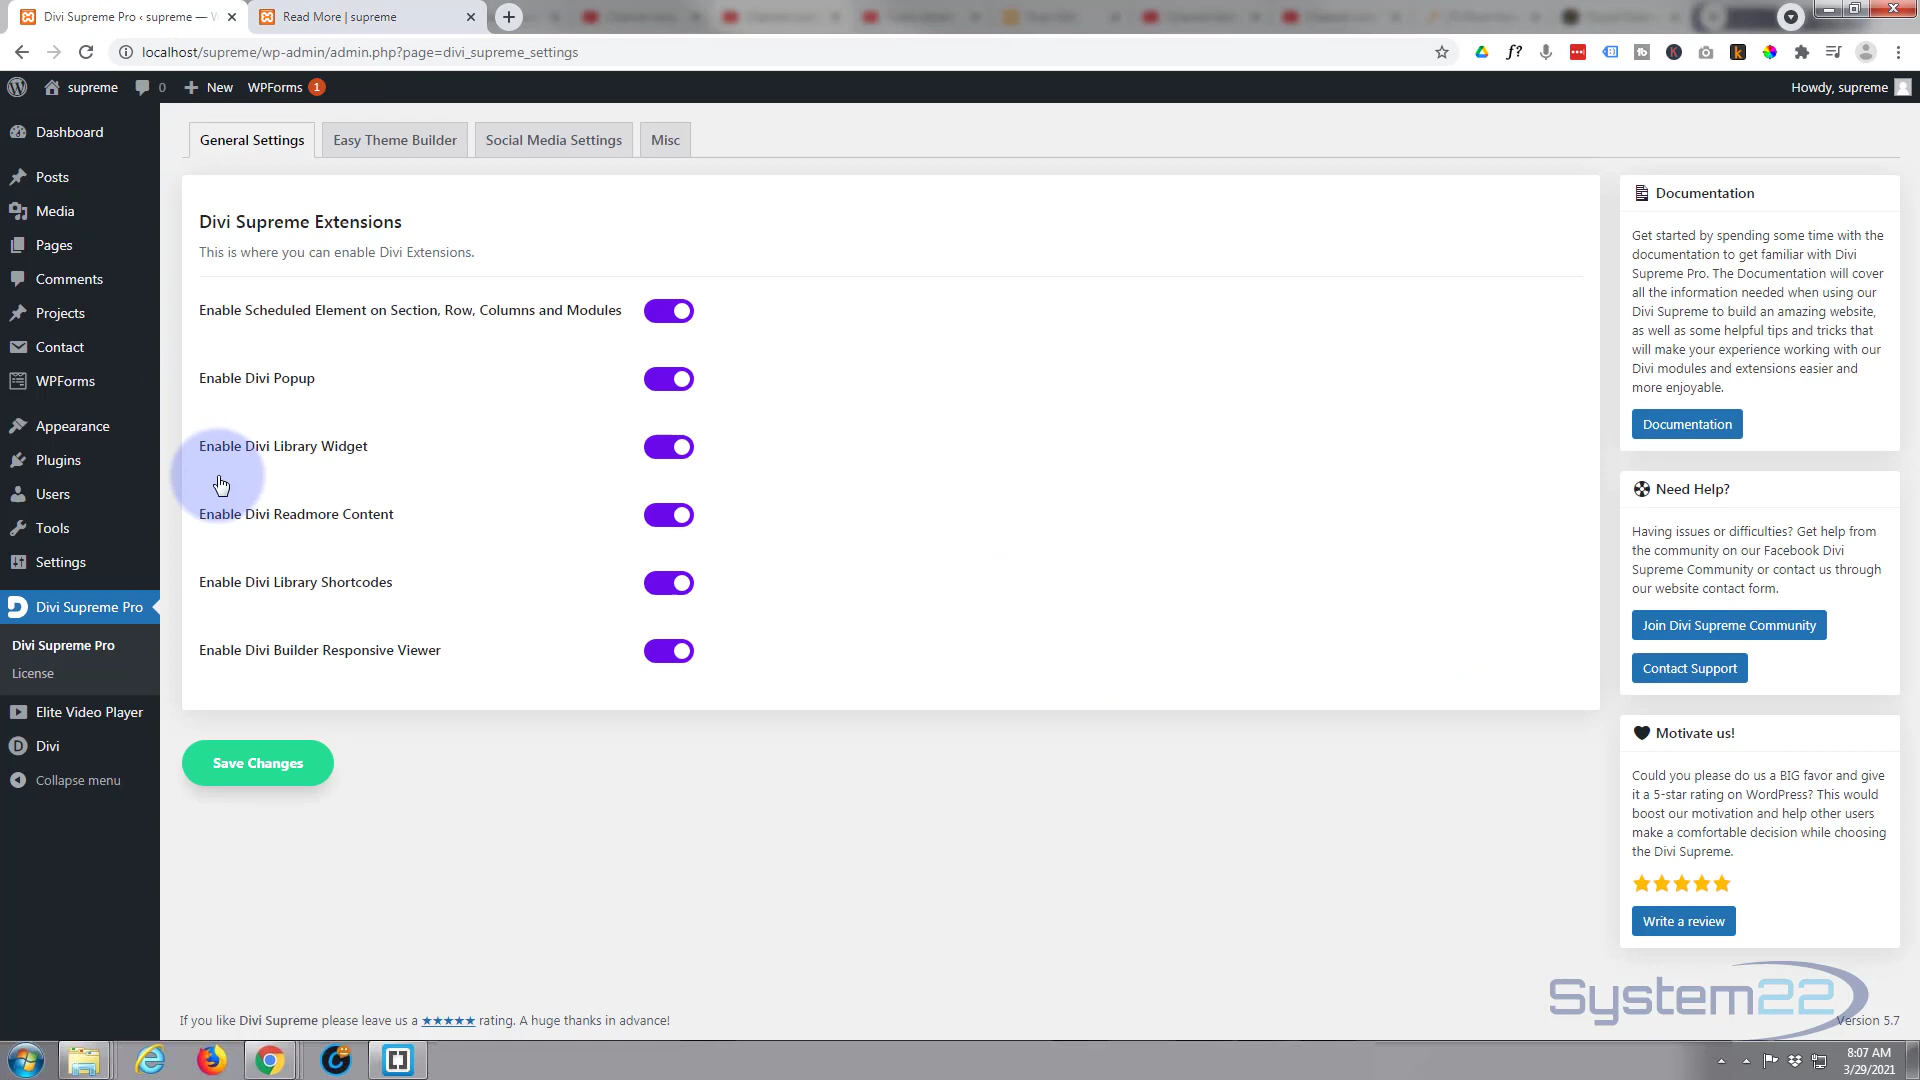 Divi Supreme Pro ‹ supreme — W
Read More | supreme
localhost/supreme/wp-admin/admin.php?page=divi_supreme_settings
supreme
0
New
WPForms
1
Howdy, supreme
Dashboard
Posts
Media
Pages
Comments
Projects
Contact
WPForms
Appearance
Plugins
Users
Tools
Settings
Divi Supreme Pro
Divi Supreme Pro
License
Elite Video Player
Divi
Collapse menu
General Settings
Easy Theme Builder
Social Media Settings
Misc
Divi Supreme Extensions
This is where you can enable Divi Extensions.
Enable Scheduled Element on Section, Row, Columns and Modules
Enable Divi Popup
Enable Divi Library Widget
Enable Divi Readmore Content
Enable Divi Library Shortcodes
Enable Divi Builder Responsive Viewer
Save Changes
Documentation
Get started by spending some time with the
documentation to get familiar with Divi
Supreme Pro. The Documentation will cover
all the information needed when using our
Divi Supreme to build an amazing website,
as well as some helpful tips and tricks that
will make your experience working with our
Divi modules and extensions easier and
more enjoyable.
Documentation
Need Help?
Having issues or difficulties? Get help from
the community on our Facebook Divi
Supreme Community or contact us through
our website contact form.
Join Divi Supreme Community
Contact Support
Motivate us!
Could you please do us a BIG favor and give
it a 5-star rating on WordPress? This would
boost our motivation and help other users
make a comfortable decision while choosing
the Divi Supreme.
Write a review
If you like Divi Supreme please leave us a ★★★★★ rating. A huge thanks in advance!
System22
Version 5.7
8:07 AM
3/29/2021